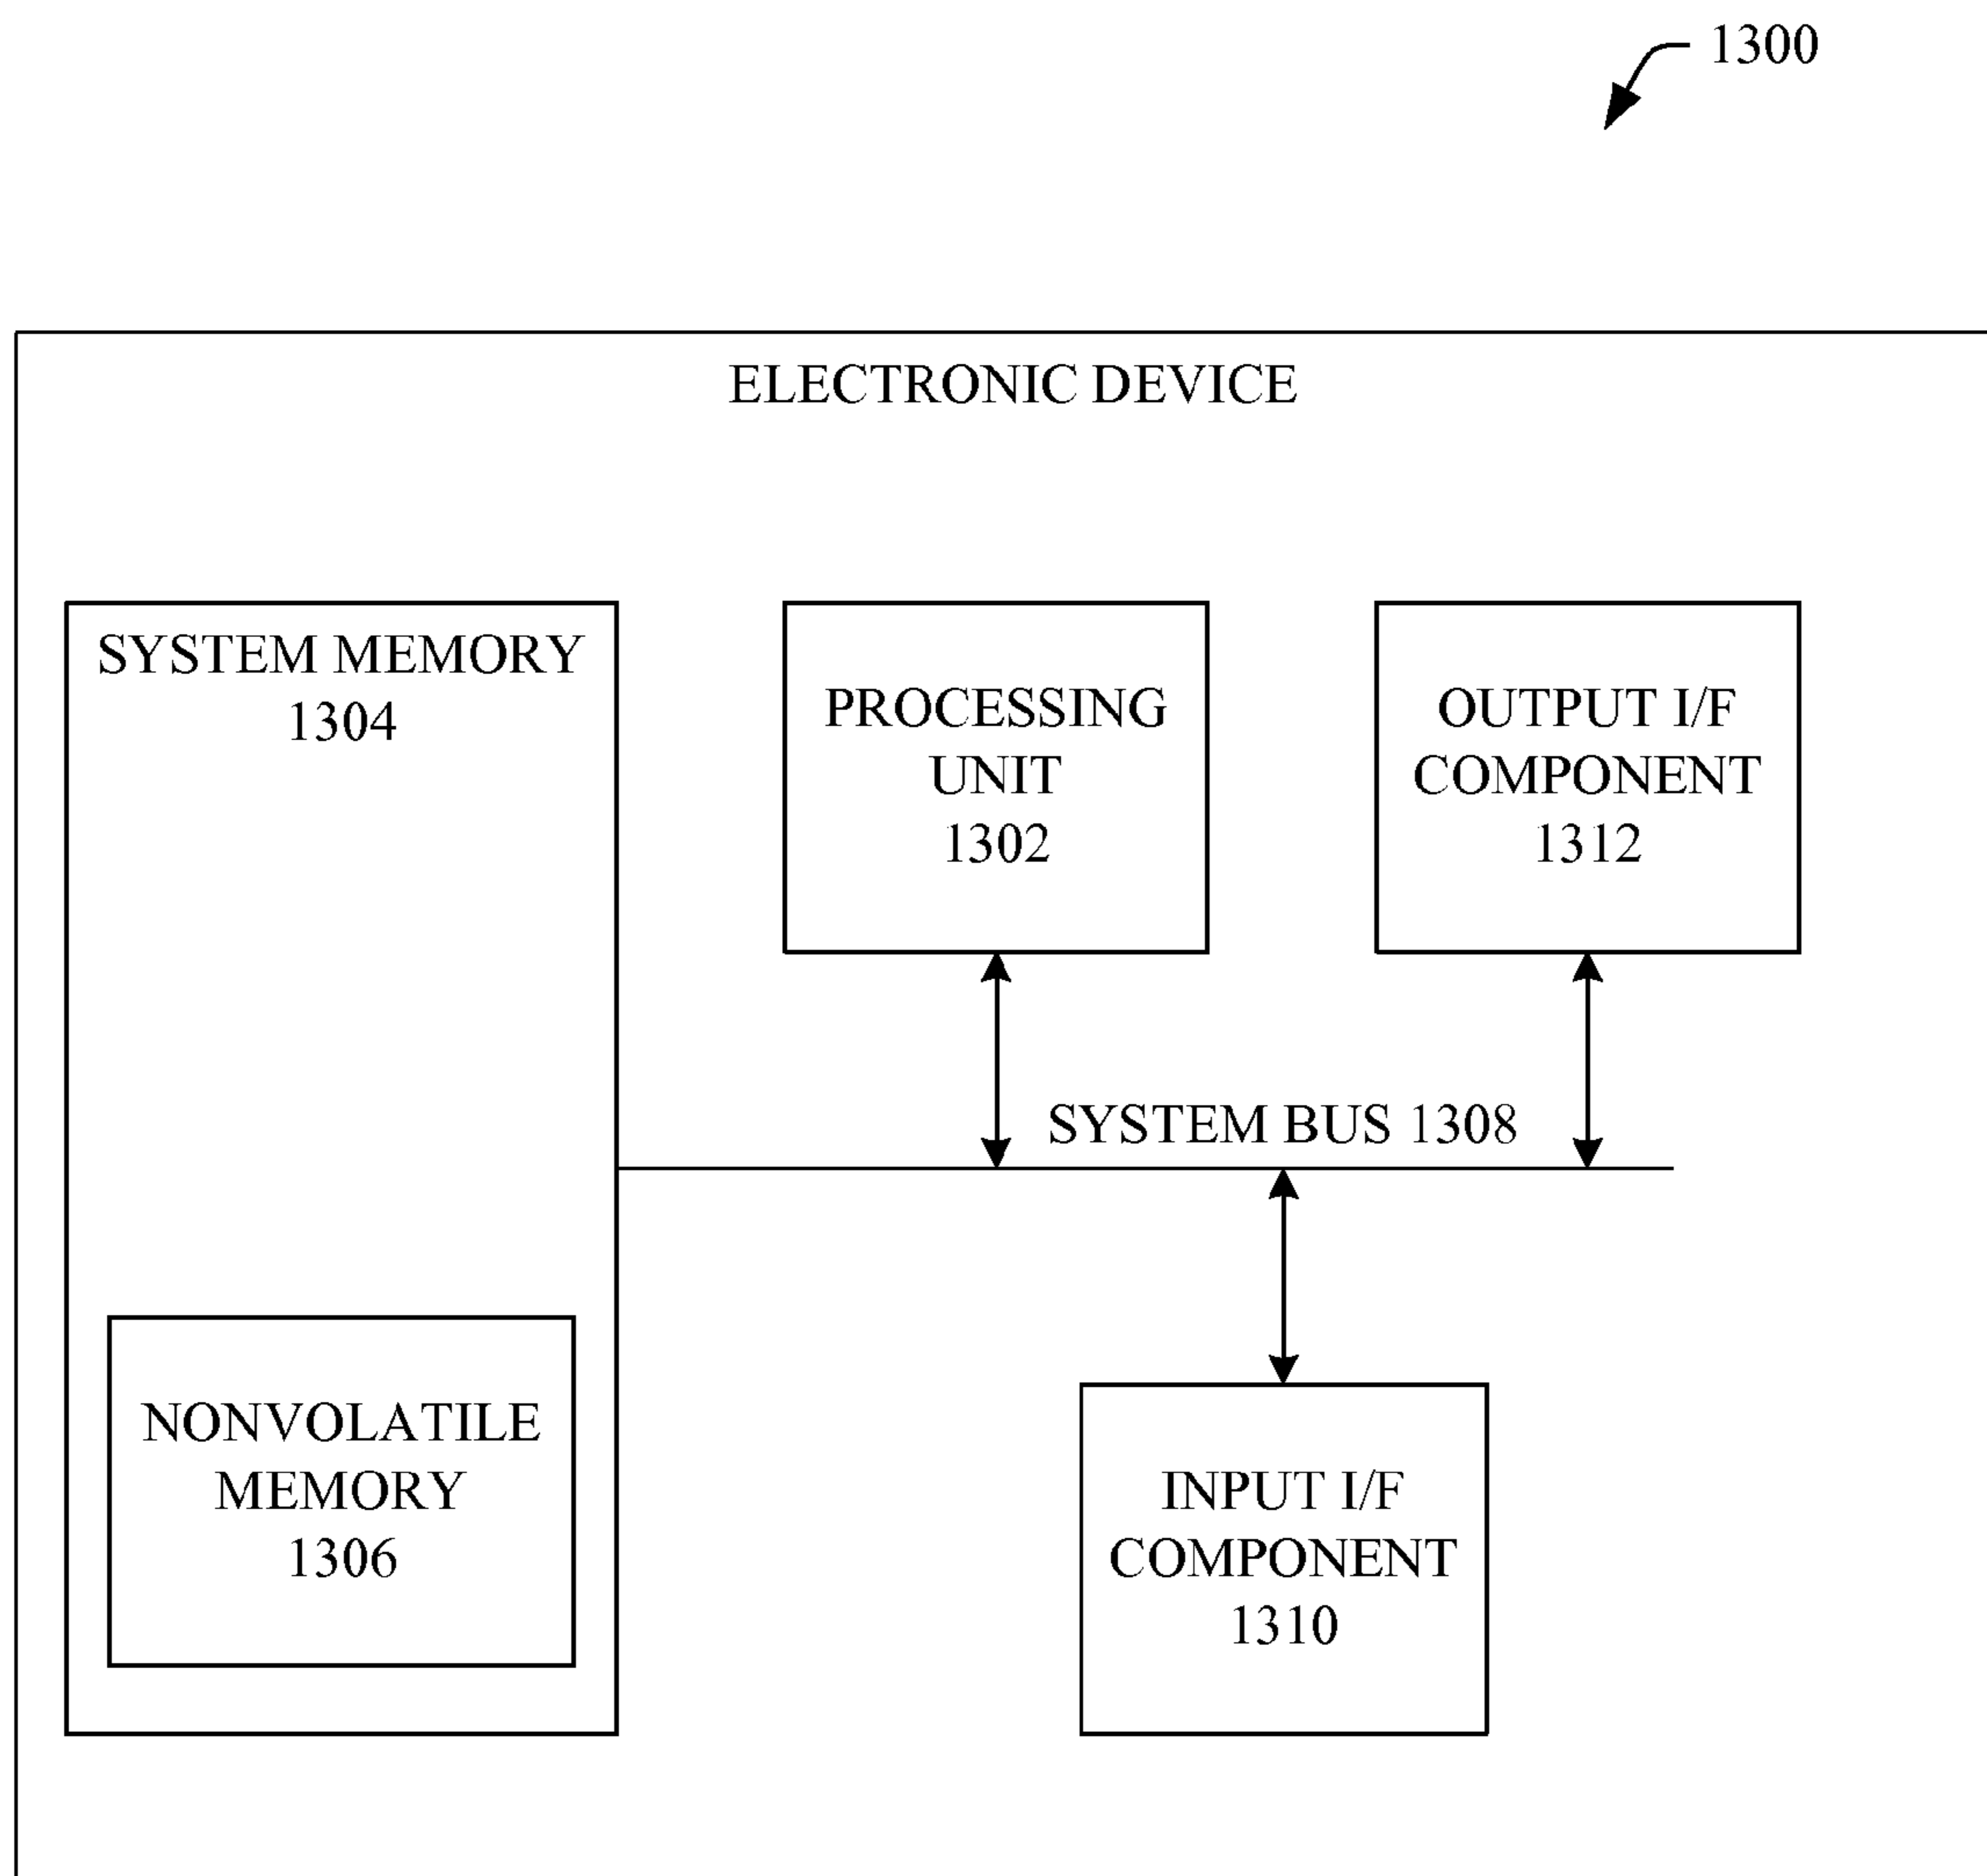 1300
ELECTRONIC DEVICE
SYSTEM MEMORY
1304
PROCESSING
UNIT
1302
OUTPUT I/F
COMPONENT
1312
SYSTEM BUS 1308
NONVOLATILE
MEMORY
1306
INPUT I/F
COMPONENT
1310